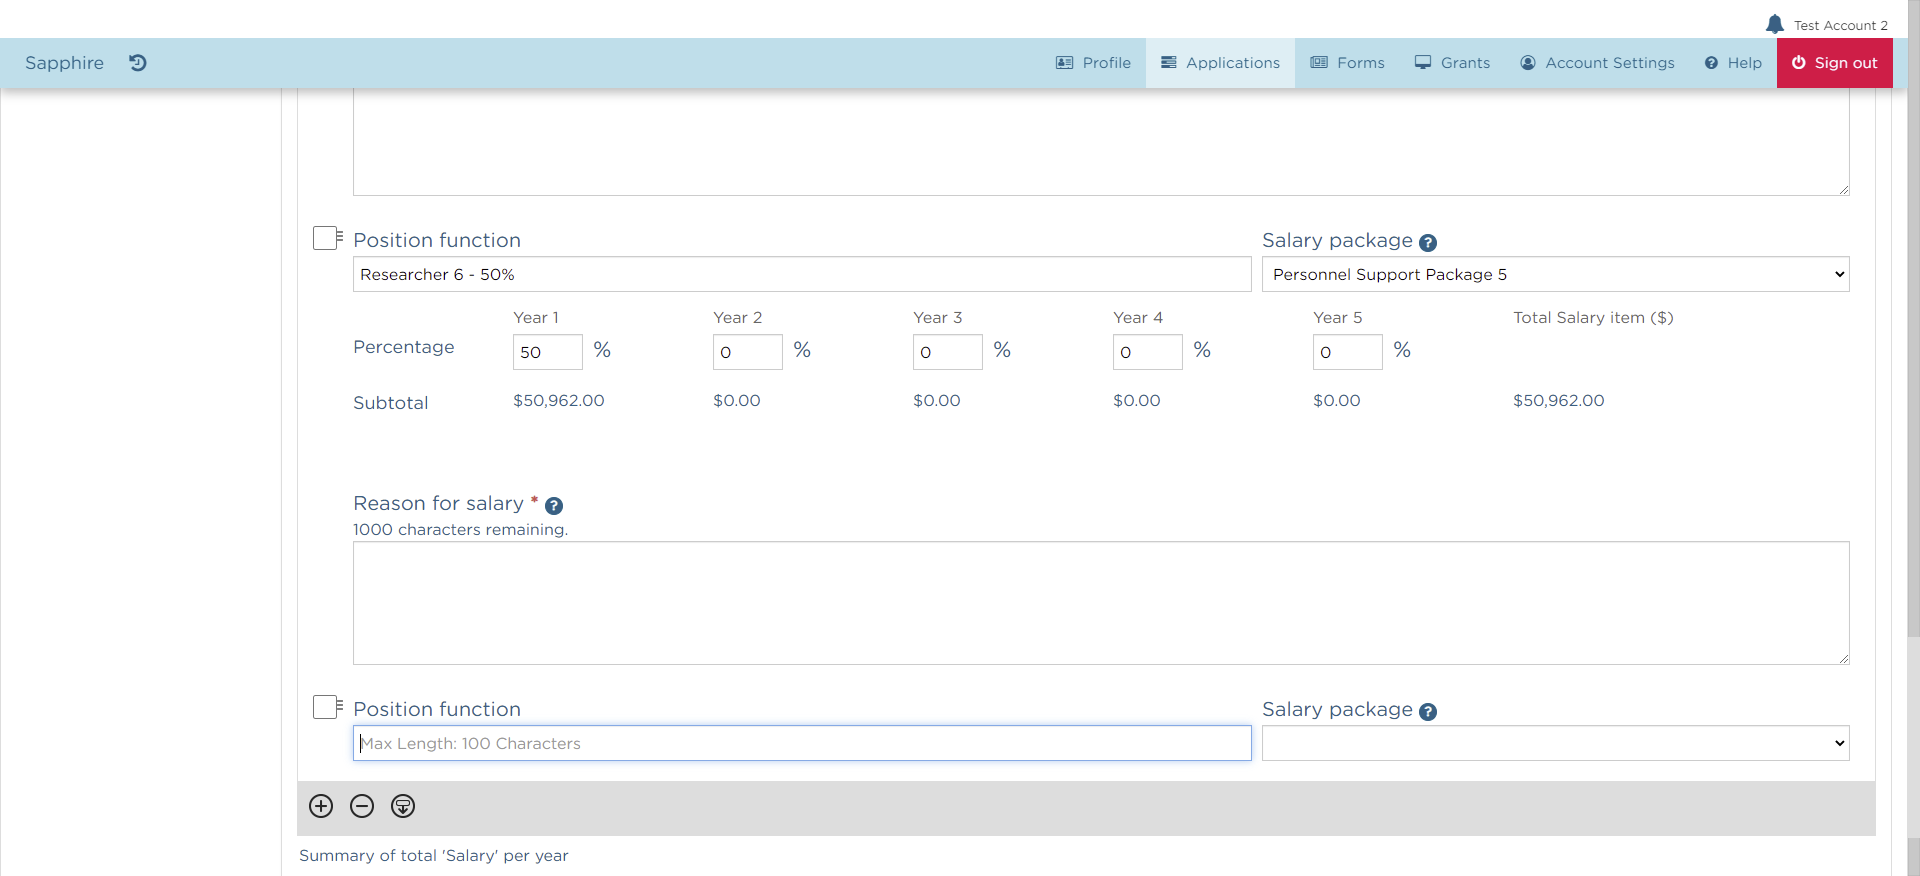 Test Account 2
Sapphire Profile Applications Forms Grants Account Settings Help Sign out
Position function Salary package
Researcher 6 - 50% Personnel Support Package 5
Year 1 Year 2 Year 3 Year 4 Year 5 Total Salary item ($)
Percentage 50 % 0 % 0 % 0 % 0 %
Subtotal $50,962.00 $0.00 $0.00 $0.00 $0.00 $50,962.00
Reason for salary *
1000 characters remaining.
Position function Salary package
Max Length: 100 Characters
Summary of total 'Salary' per year